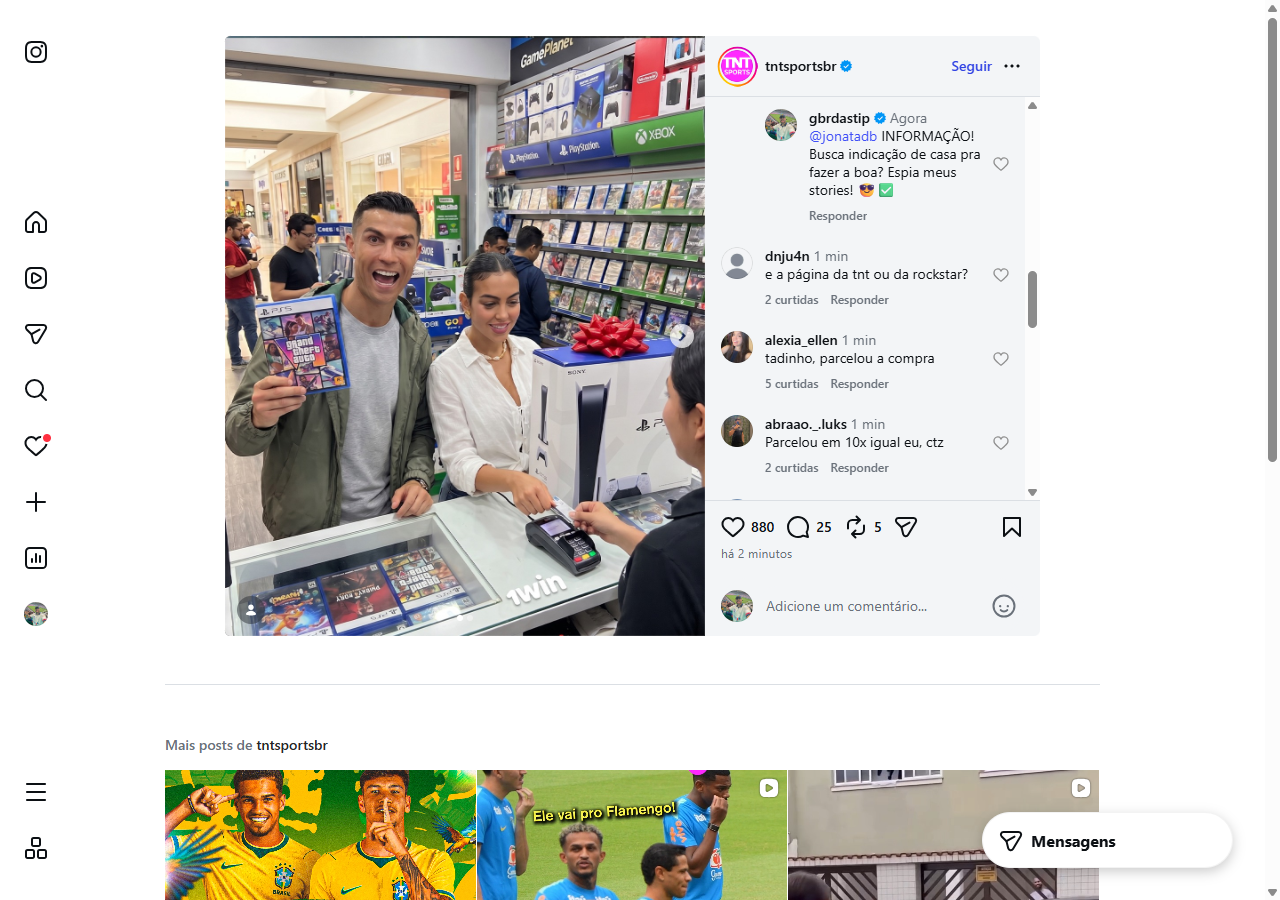 GamePlanet
XBOX
PlayStation
PlayStation
PS5
grand
theft
auto
SONY
1win
TNT
SPORTS
tntsportsbr
Seguir
gbrdastip Agora
@jonatadb INFORMAÇÃO!
Busca indicação de casa pra
fazer a boa? Espia meus
stories! 😎 ✅
Responder
dnju4n 1 min
e a página da tnt ou da rockstar?
2 curtidas Responder
alexia_ellen 1 min
tadinho, parcelou a compra
5 curtidas Responder
abraao._.luks 1 min
Parcelou em 10x igual eu, ctz
2 curtidas Responder
880 25 5
há 2 minutos
Adicione um comentário...
Mais posts de tntsportsbr
Ele vai pro Flamengo!
BRASIL
BRASIL
Mensagens